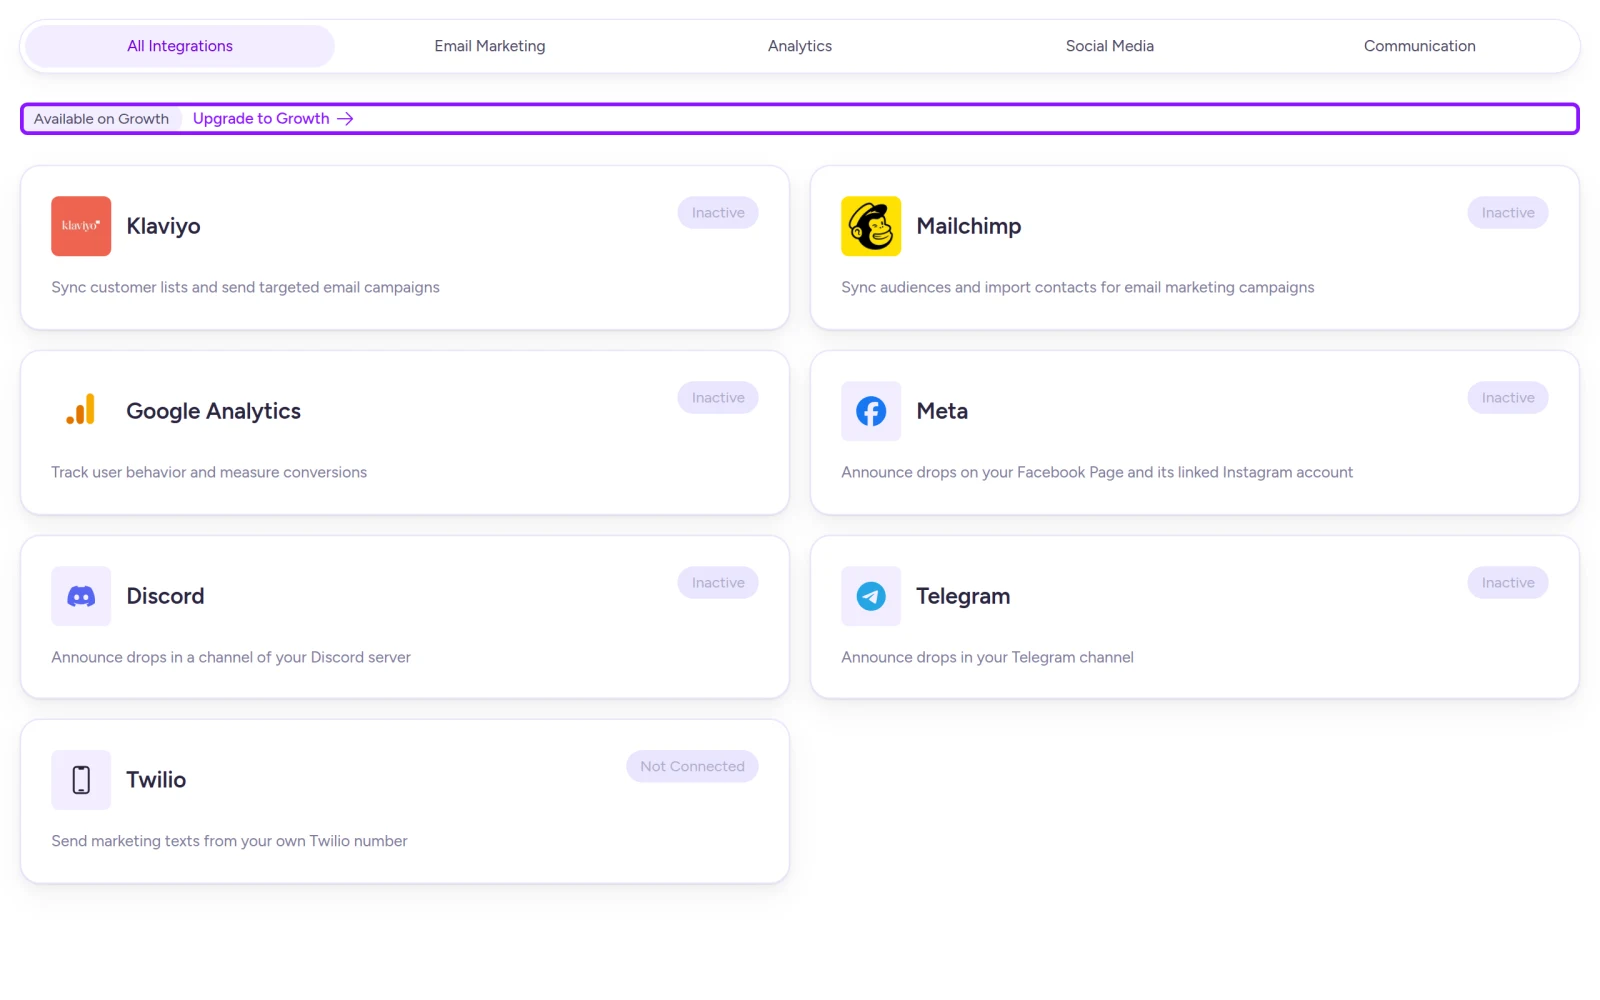 All Integrations
Email Marketing
Analytics
Social Media
Communication
Available on Growth
Upgrade to Growth →
klaviyo
Klaviyo
Inactive
Sync customer lists and send targeted email campaigns
Mailchimp
Inactive
Sync audiences and import contacts for email marketing campaigns
Google Analytics
Inactive
Track user behavior and measure conversions
Meta
Inactive
Announce drops on your Facebook Page and its linked Instagram account
Discord
Inactive
Announce drops in a channel of your Discord server
Telegram
Inactive
Announce drops in your Telegram channel
Twilio
Not Connected
Send marketing texts from your own Twilio number